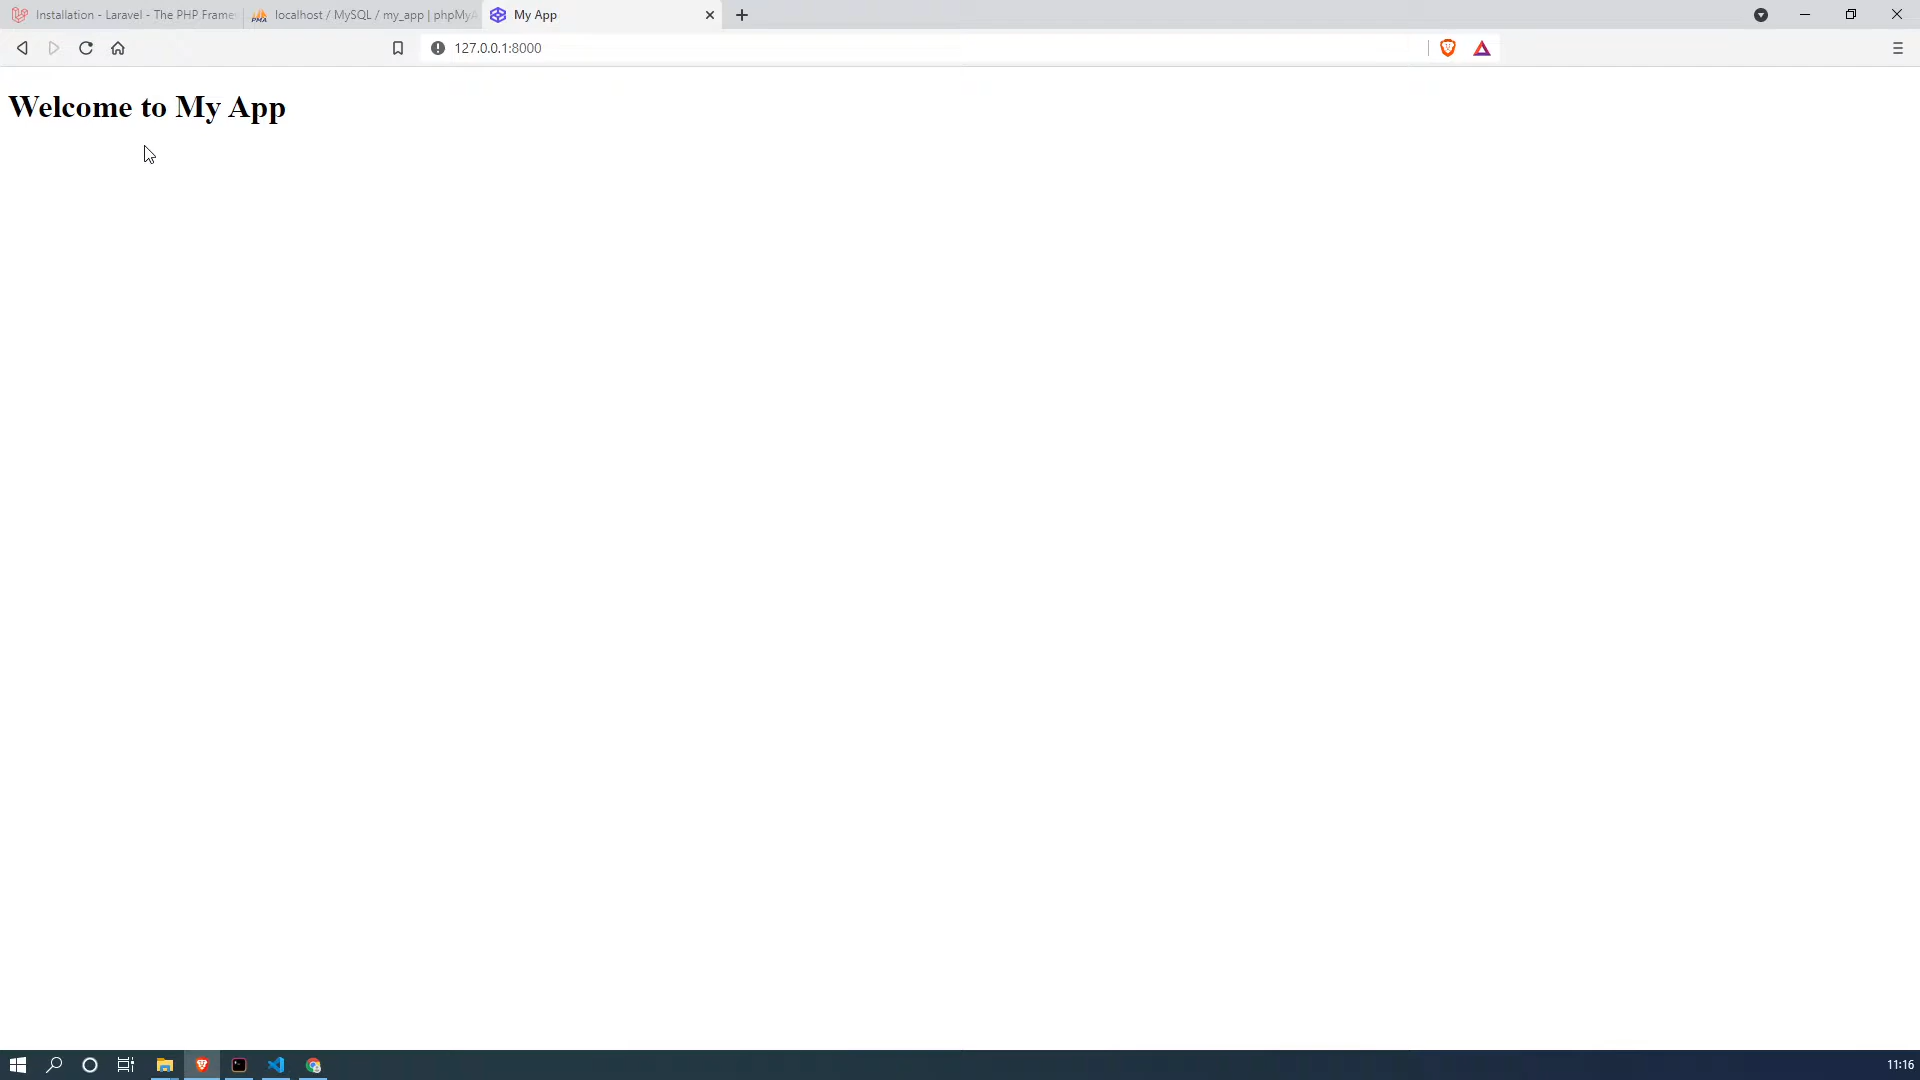 Installation - Laravel - The PHP Frame
localhost / MySQL / my_app | phpMyA
My App
127.0.0.1:8000
Welcome to My App
11:16